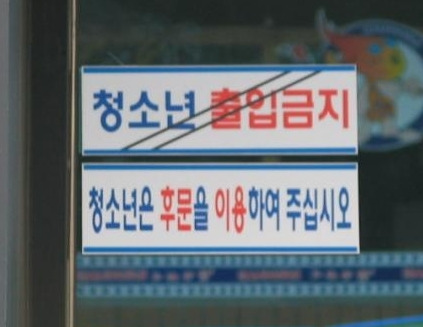 청소년 출입금지
청소년은 후문을 이용하여 주십시오